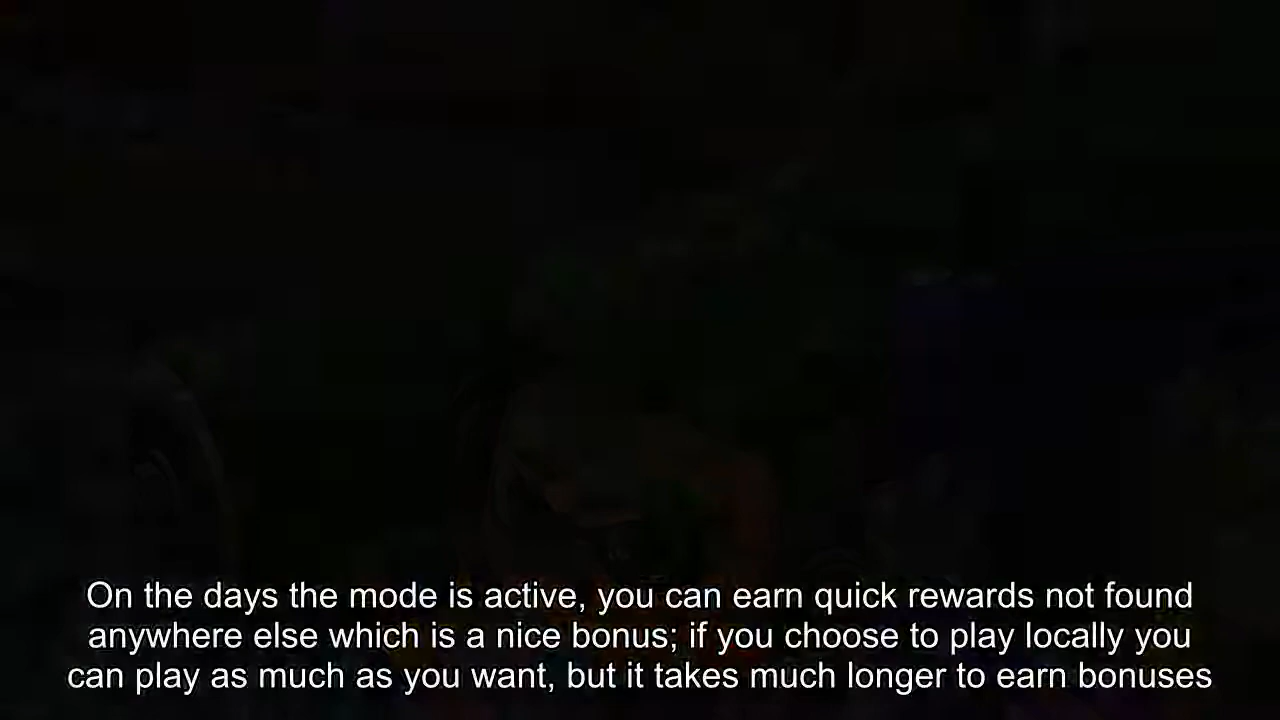 On the days the mode is active, you can earn quick rewards not found
anywhere else which is a nice bonus; if you choose to play locally you
can play as much as you want, but it takes much longer to earn bonuses